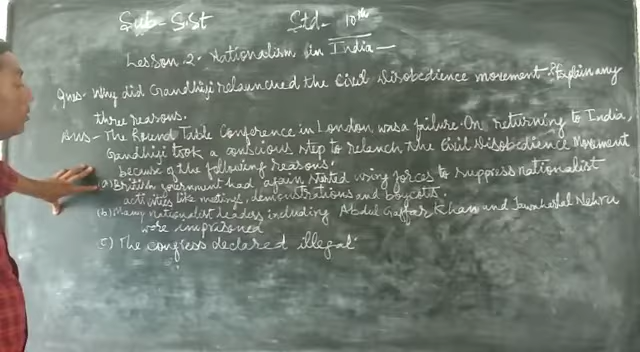 Sub- S.St Std- 10th
Lesson 2. Nationalism in India-
Ques- Why did Gandhiji relaunched the Civil Disobedience movement? Explain any
three reasons.
Ans- The Round Table Conference in London was a failure. On returning to India,
Gandhiji took a conscious step to relanch the Civil Disobedience Movement
because of the following reasons.
(a) British government had again started using forces to suppress nationalist
activities like metings, demonstrations and boycotts.
(b) Many nationalist leaders including Abdul Gaffar Khan and Jawaherlal Nehru
were imprisoned
c) The congress declared illegal.